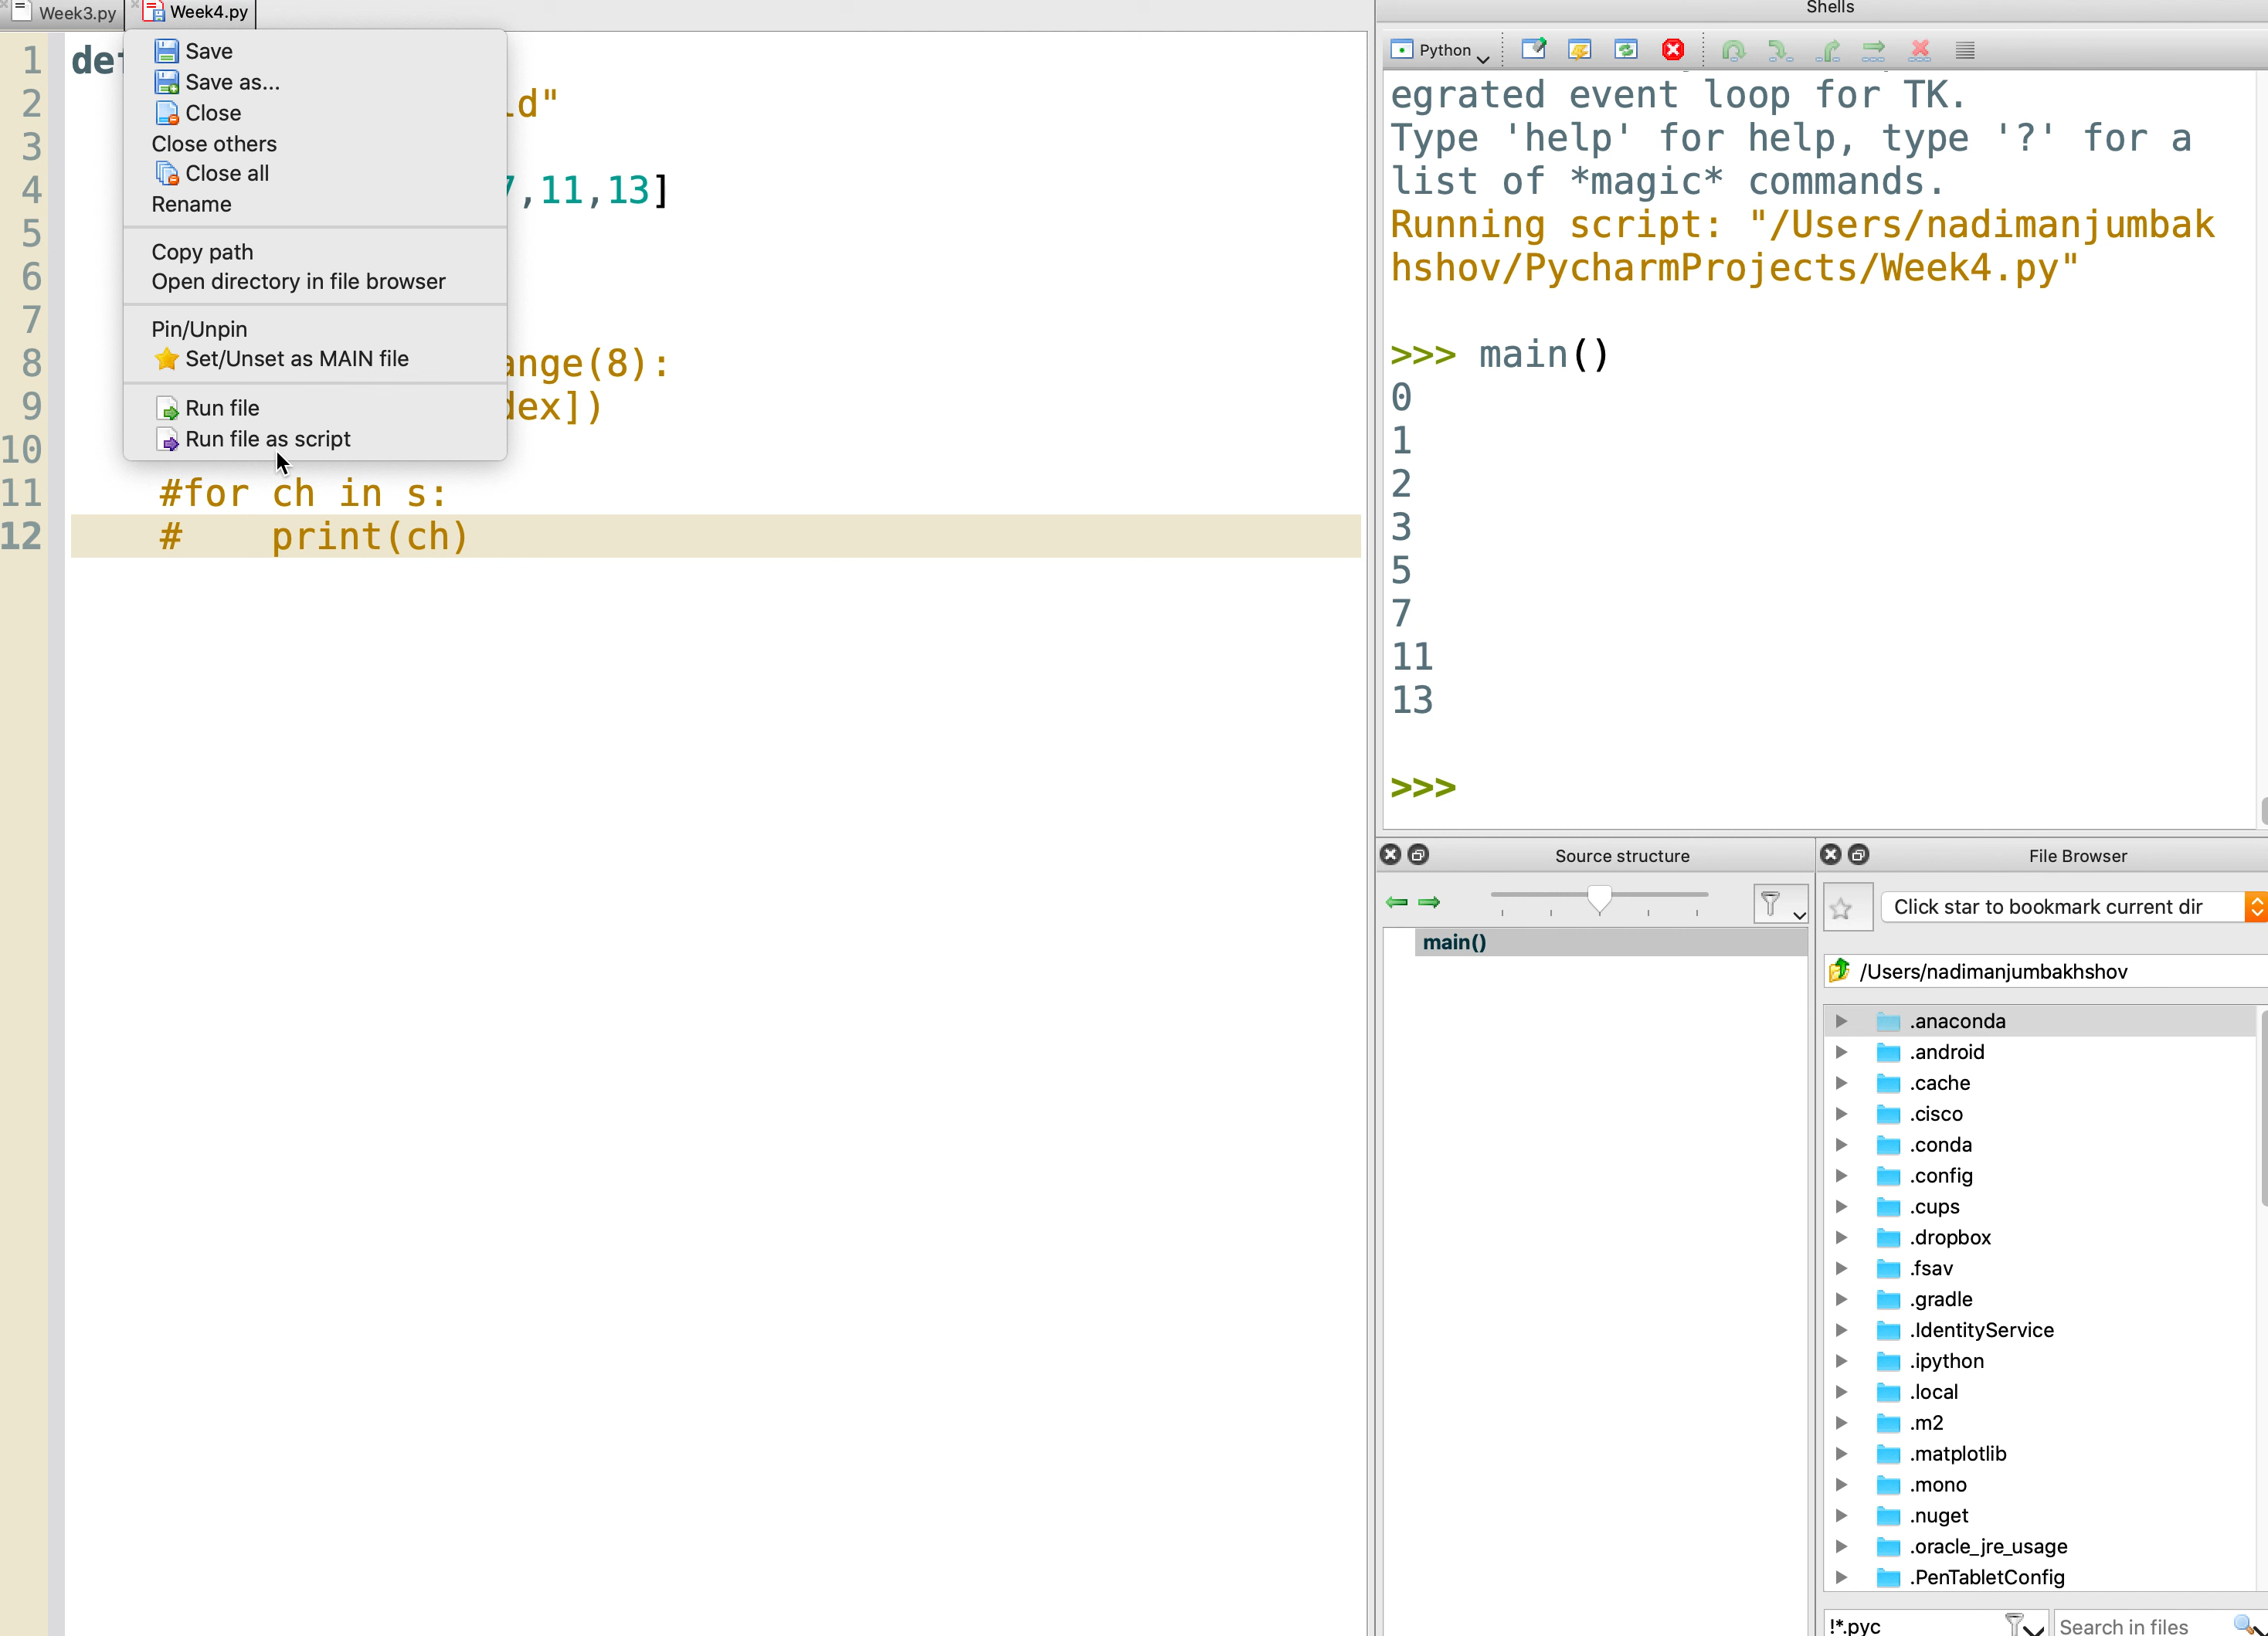 Week3.py
Week4.py
Shells
1 def
2 ld"
3
4 7,11,13]
5
6
7
8 ange(8):
9 dex])
10
11 #for ch in s:
12 # print(ch)
Save
Save as...
Close
Close others
Close all
Rename
Copy path
Open directory in file browser
Pin/Unpin
Set/Unset as MAIN file
Run file
Run file as script
Python
egrated event loop for TK.
Type 'help' for help, type '?' for a
list of *magic* commands.
Running script: "/Users/nadimanjumbak
hshov/PycharmProjects/Week4.py"
>>> main()
0
1
2
3
5
7
11
13
>>>
Source structure
main()
File Browser
Click star to bookmark current dir
/Users/nadimanjumbakhshov
.anaconda
.android
.cache
.cisco
.conda
.config
.cups
.dropbox
.fsav
.gradle
.IdentityService
.ipython
.local
.m2
.matplotlib
.mono
.nuget
.oracle_jre_usage
.PenTabletConfig
!*.pyc
Search in files